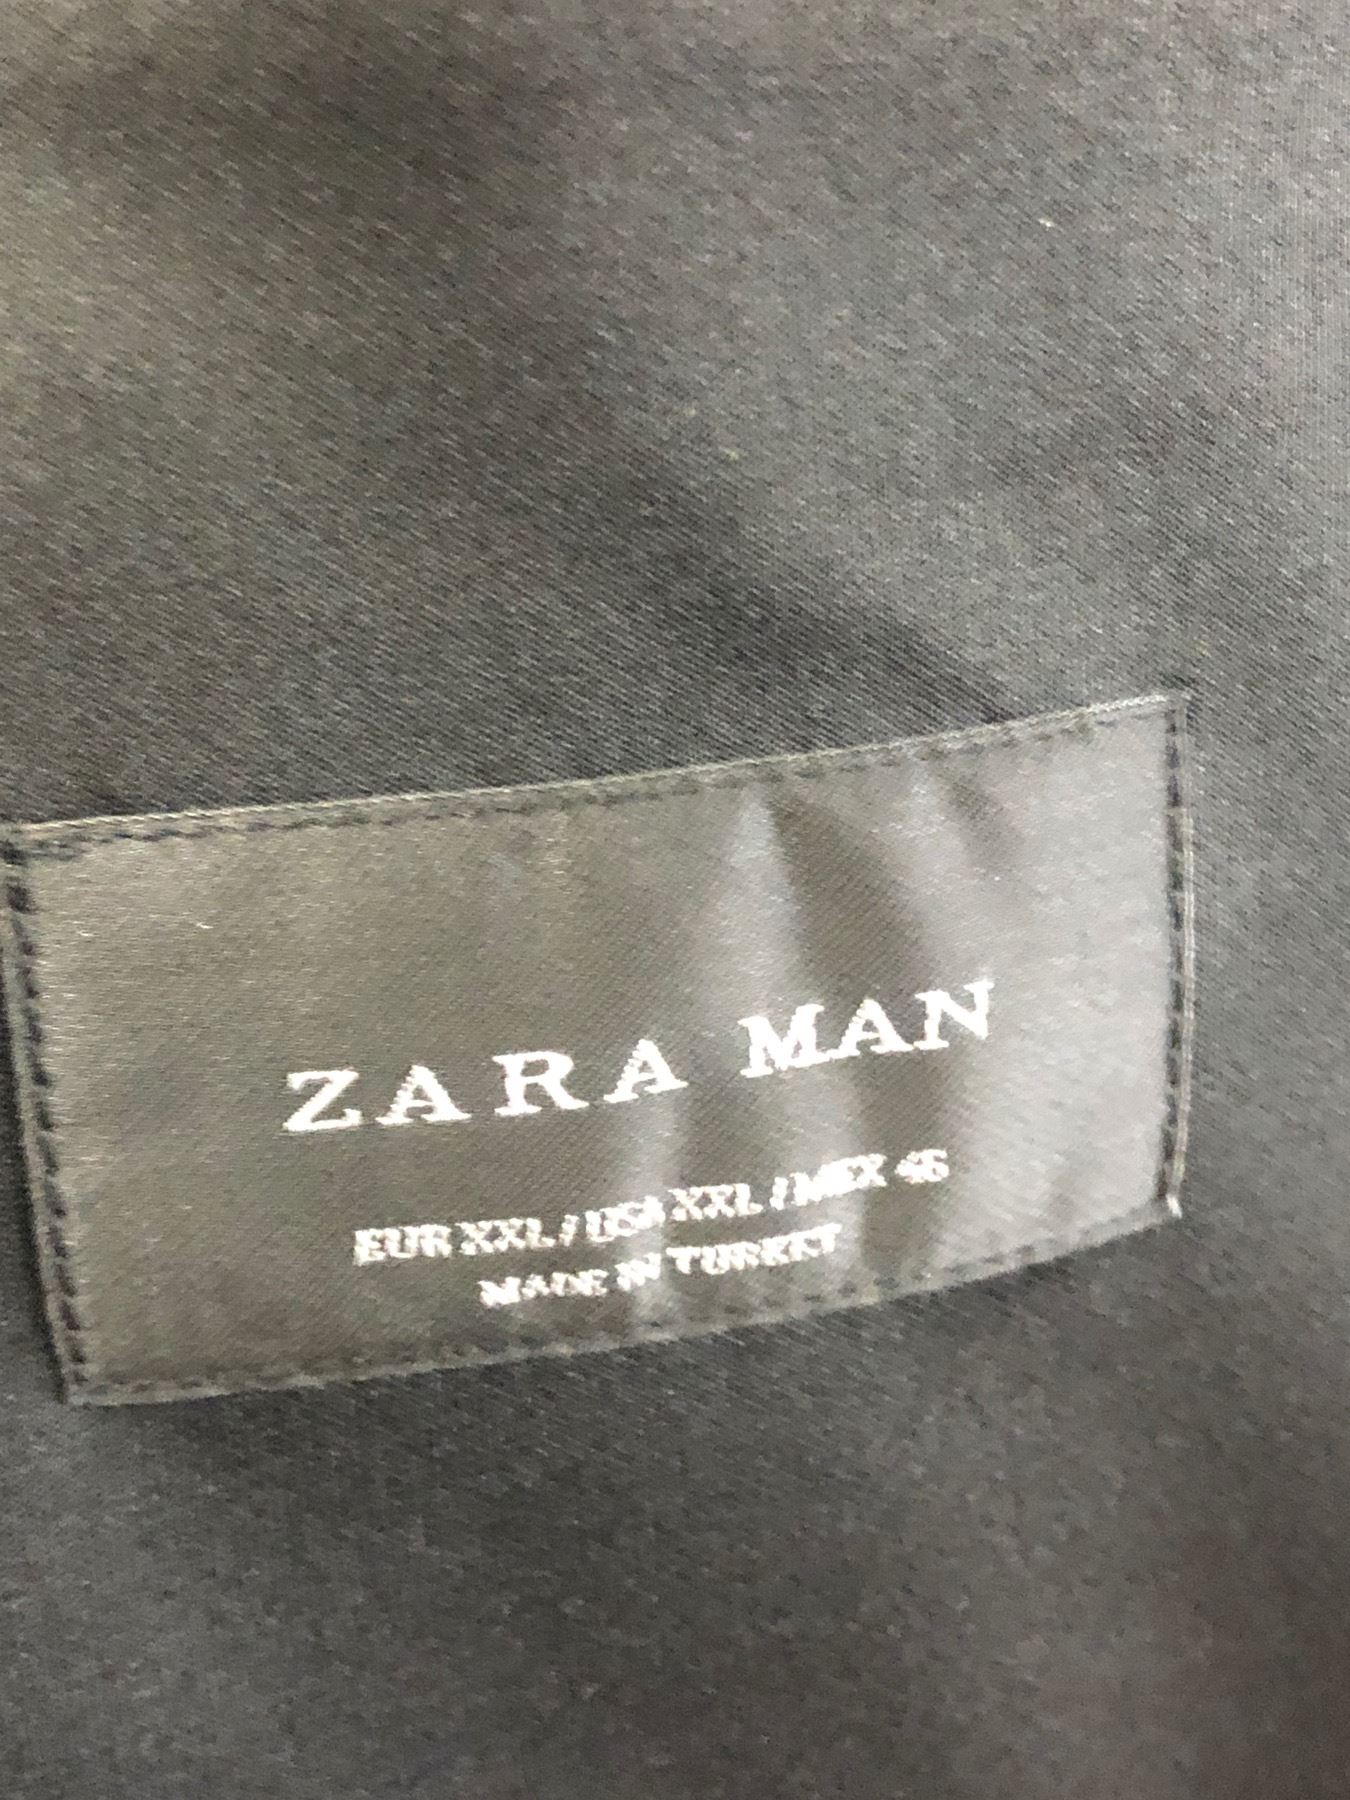 ZARA MAN
EUR XXL / USA XXL / MEX 46
MADE IN TURKEY